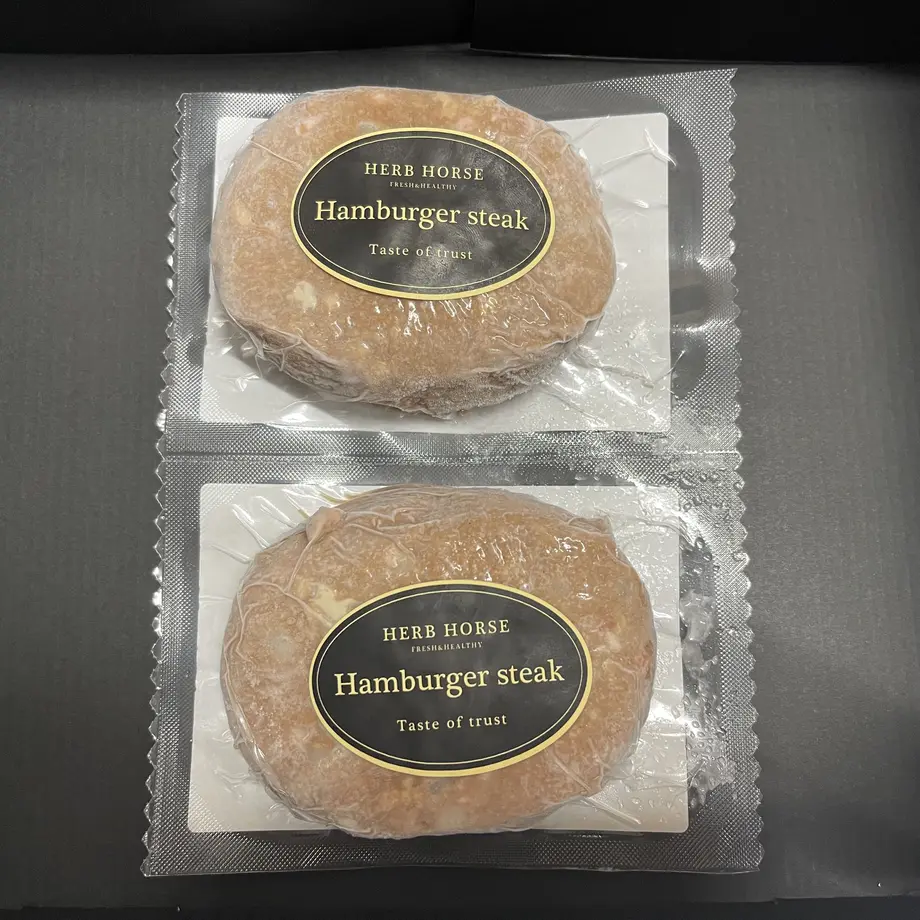 HERB HORSE
FRESH&HEALTHY
Hamburger steak
Taste of trust
HERB HORSE
FRESH&HEALTHY
Hamburger steak
Taste of trust